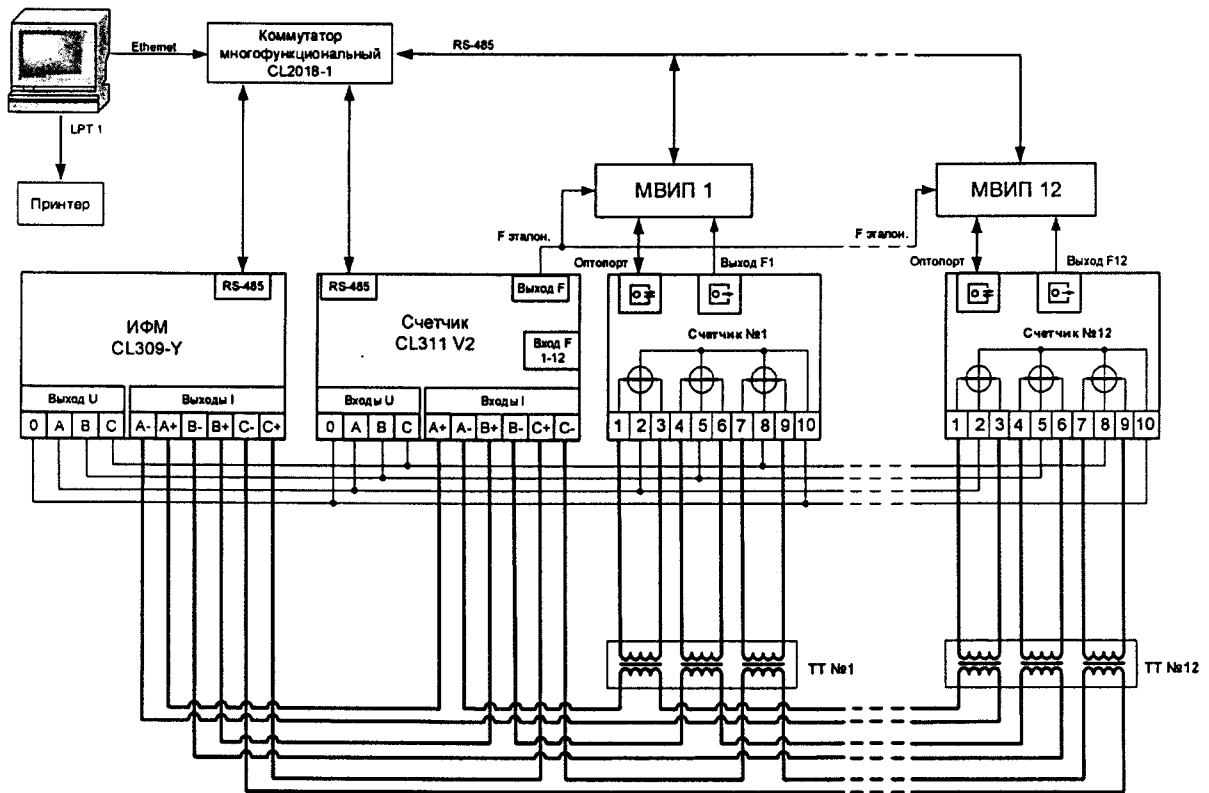 Коммутатор
многофункциональный
CL2018-1
Ethernet
RS-485
LPT 1
Принтер
МВИП 1
МВИП 12
F эталон.
F эталон.
Оптопорт
Выход F1
Оптопорт
Выход F12
RS-485
RS-485
Выход F
ИФМ
CL309-Y
Счетчик
CL311 V2
Вход F
1-12
Счетчик №1
Счетчик №12
Выход U
Выходы I
Входы U
Входы I
0 A B C A- A+ B- B+ C- C+
0 A B C A+ A- B+ B- C+ C-
1 2 3 4 5 6 7 8 9 10
1 2 3 4 5 6 7 8 9 10
ТТ №1
ТТ №12